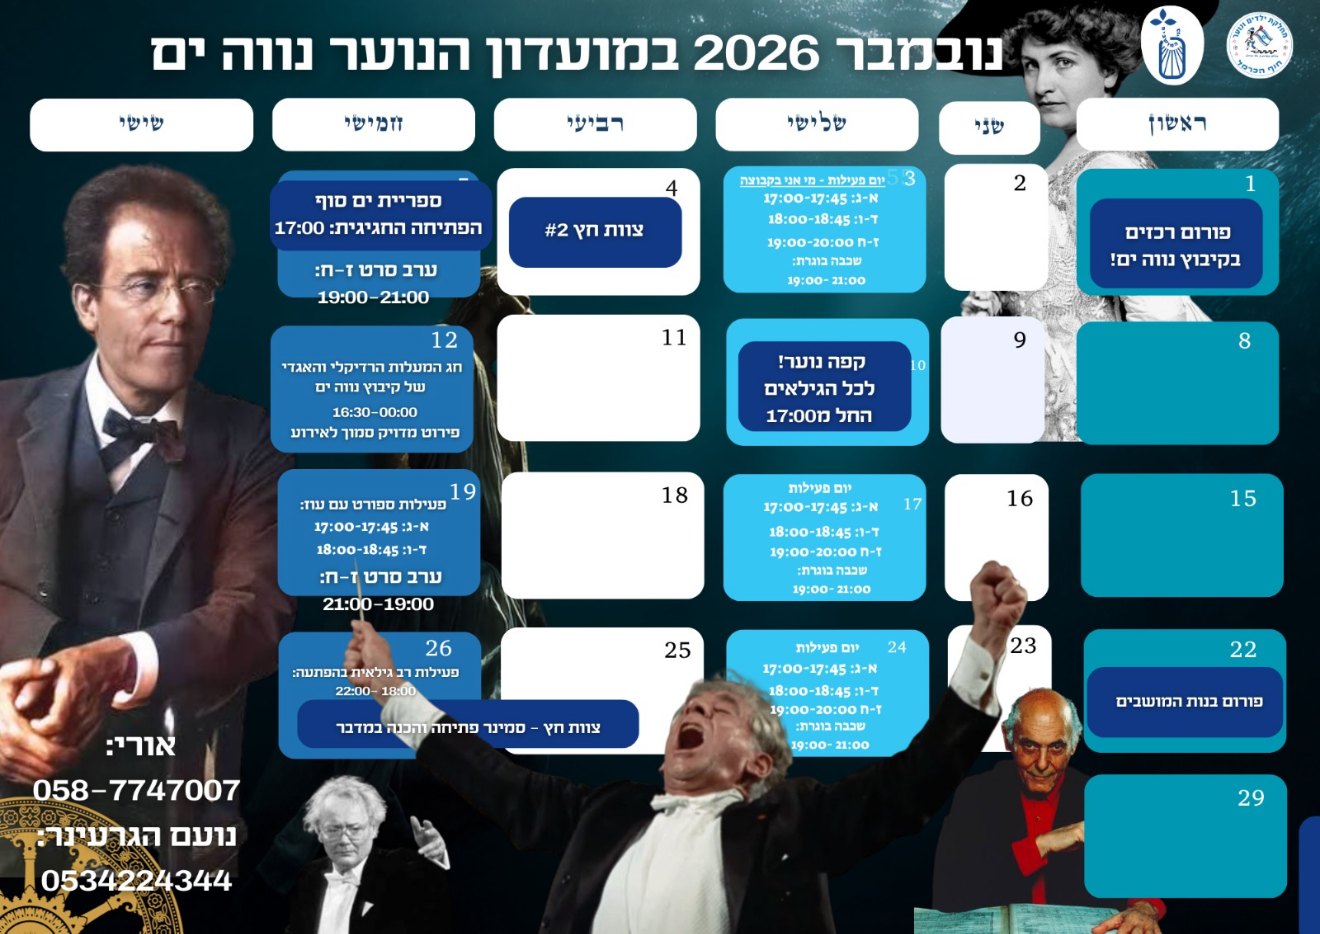 נובמבר 2026 במועדון הנוער נווה ים
מחלקת ילדים ונוער
חוף הכרמל
ראשון
שני
שלישי
רביעי
חמישי
שישי
1
פורום רכזים
בקיבוץ נווה ים!
2
3
יום פעילות - מי אני בקבוצה
א-ג: 17:00-17:45
ד-ו: 18:00-18:45
ז-ח 19:00-20:00
שכבה בוגרת:
19:00- 21:00
4
צוות חץ #2
ספריית ים סוף
הפתיחה החגיגית: 17:00
ערב סרט ז-ח:
19:00-21:00
8
9
10
קפה נוער!
לכל הגילאים
החל מ17:00
11
12
חג המעלות הרדיקלי והאגדי
של קיבוץ נווה ים
16:30-00:00
פירוט מדויק סמוך לאירוע
15
16
17
יום פעילות
א-ג: 17:00-17:45
ד-ו: 18:00-18:45
ז-ח 19:00-20:00
שכבה בוגרת:
19:00- 21:00
18
19
פעילות ספורט עם עוז:
א-ג: 17:00-17:45
ד-ו: 18:00-18:45
ערב סרט ז-ח:
21:00-19:00
22
פורום בנות המושבים
23
24
יום פעילות
א-ג: 17:00-17:45
ד-ו: 18:00-18:45
ז-ח 19:00-20:00
שכבה בוגרת:
19:00- 21:00
25
26
פעילות רב גילאית בהפתעה:
18:00 -22:00
צוות חץ - סמינר פתיחה והכנה במדבר
29
אורי:
058-7747007
נועם הגרעינר:
0534224344